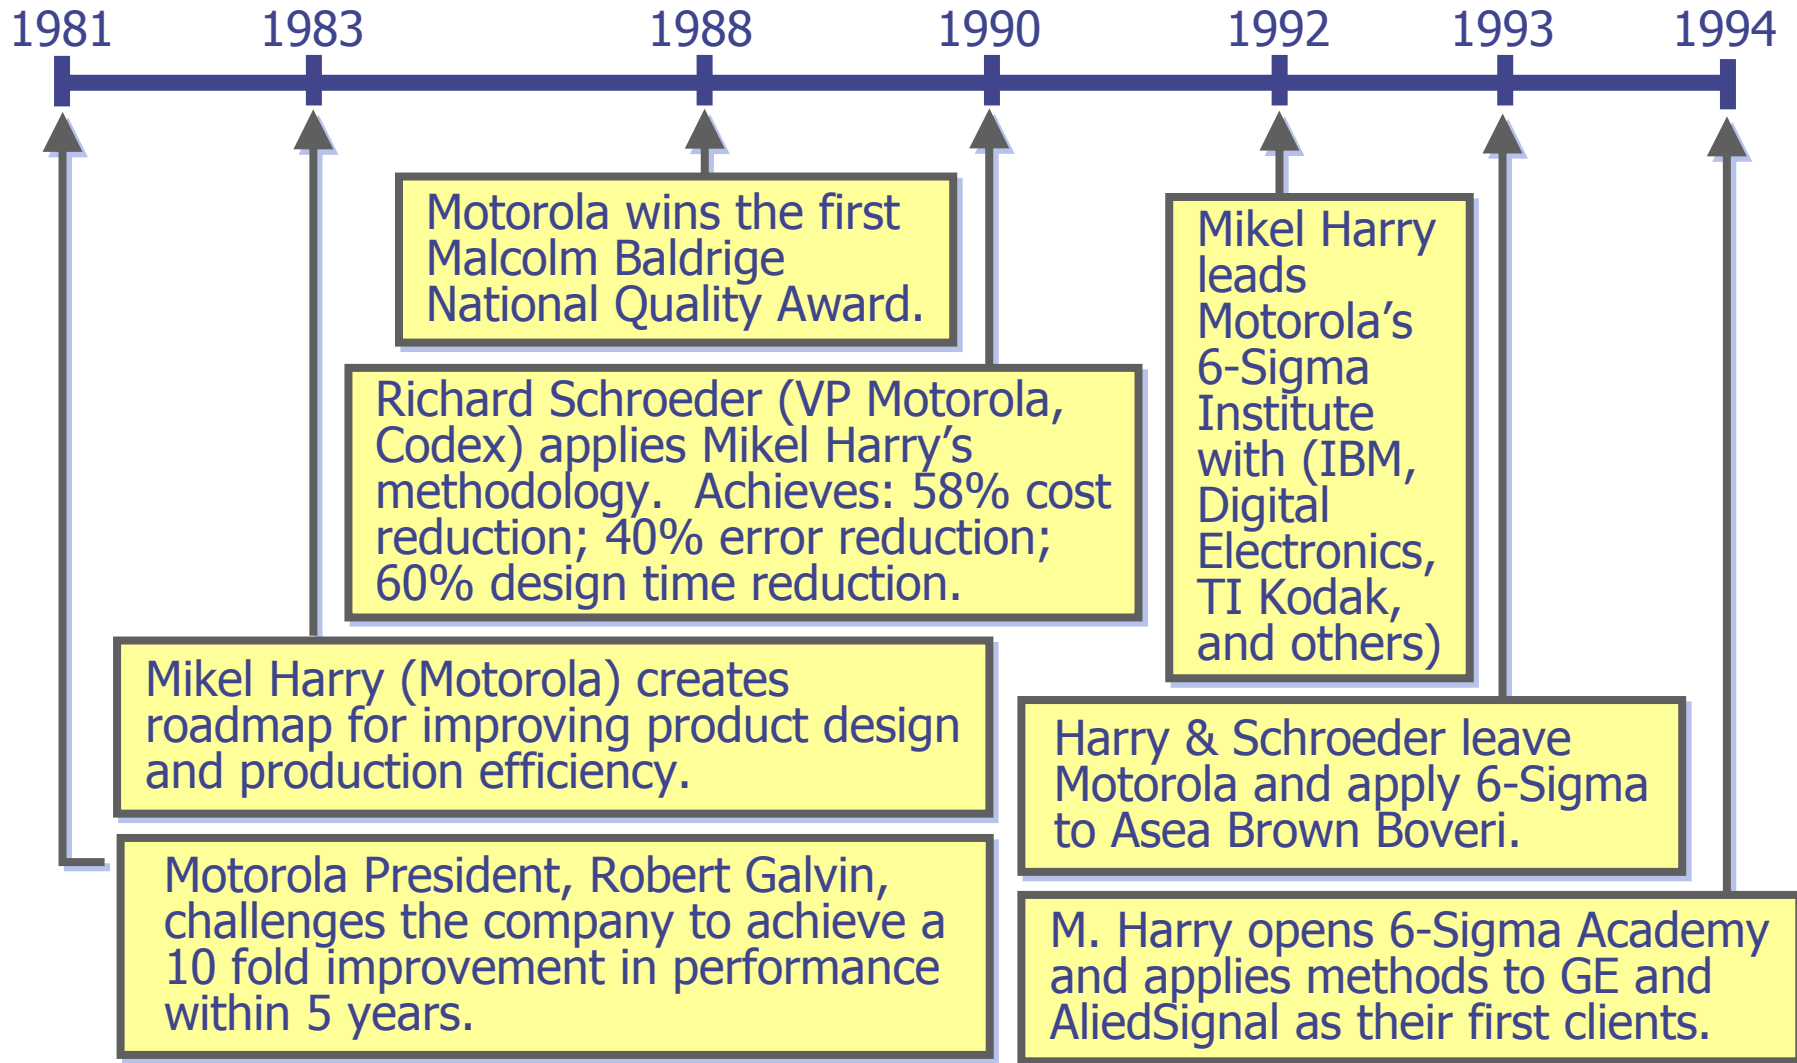 1981 1983 1988 1990 1992 1993 1994
Motorola wins the first
Malcolm Baldrige
National Quality Award.
Richard Schroeder (VP Motorola,
Codex) applies Mikel Harry’s
methodology.  Achieves: 58% cost
reduction; 40% error reduction;
60% design time reduction.
Mikel Harry (Motorola) creates
roadmap for improving product design
and production efficiency.
Motorola President, Robert Galvin,
challenges the company to achieve a
10 fold improvement in performance
within 5 years.
Mikel Harry
leads
Motorola’s
6-Sigma
Institute
with (IBM,
Digital
Electronics,
TI Kodak,
and others)
Harry & Schroeder leave
Motorola and apply 6-Sigma
to Asea Brown Boveri.
M. Harry opens 6-Sigma Academy
and applies methods to GE and
AliedSignal as their first clients.